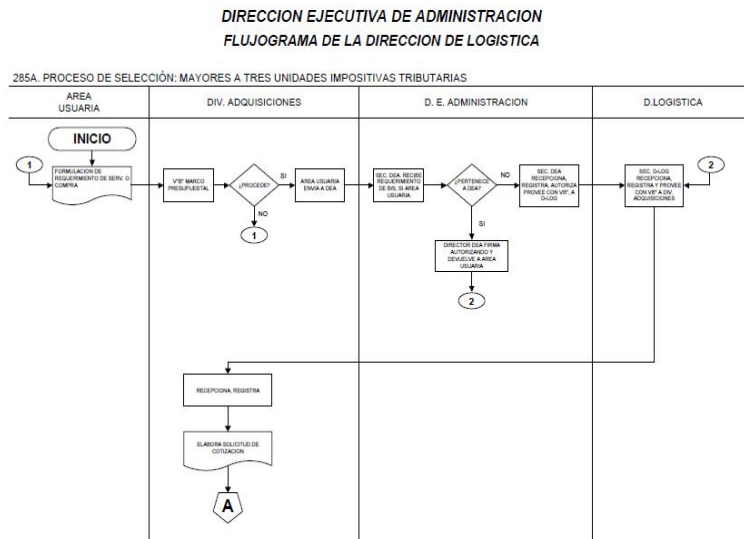 DIRECCION EJECUTIVA DE ADMINISTRACION
FLUJOGRAMA DE LA DIRECCION DE LOGISTICA
285A. PROCESO DE SELECCIÓN: MAYORES A TRES UNIDADES IMPOSITIVAS TRIBUTARIAS
AREA
USUARIA
DIV. ADQUISICIONES
D. E. ADMINISTRACION
D.LOGISTICA
INICIO
1
FORMULACION DE
REQUERIMIENTO DE SERV. O
COMPRA
V°B° MARCO
PRESUPUESTAL
¿PROCEDE?
SI
NO
1
AREA USUARIA
ENVIA A DEA
SEC. DEA. RECIBE
REQUERIMIENTO
DE B/S, SI AREA
USUARIA
¿PERTENECE
A DEA?
NO
SI
SEC. DEA
RECEPCIONA,
REGISTRA, AUTORIZA
PROVEE CON VB°, A
D-LOG
SEC. D-LOG
RECEPCIONA,
REGISTRA Y PROVEE
CON VB° A DIV.
ADQUISICIONES
2
DIRECTOR DEA FIRMA
AUTORIZANDO Y
DEVUELVE A AREA
USUARIA
2
RECEPCIONA, REGISTRA
ELABORA SOLICITUD DE
COTIZACION
A